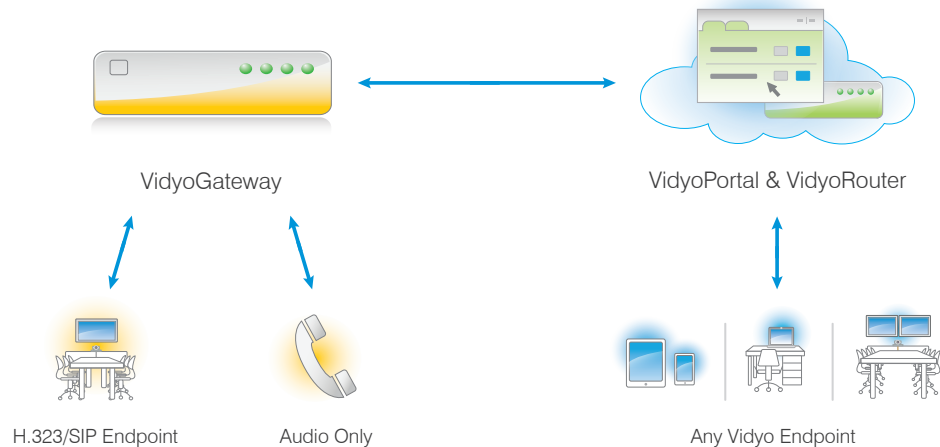 VidyoGateway
VidyoPortal & VidyoRouter
H.323/SIP Endpoint
Audio Only
Any Vidyo Endpoint